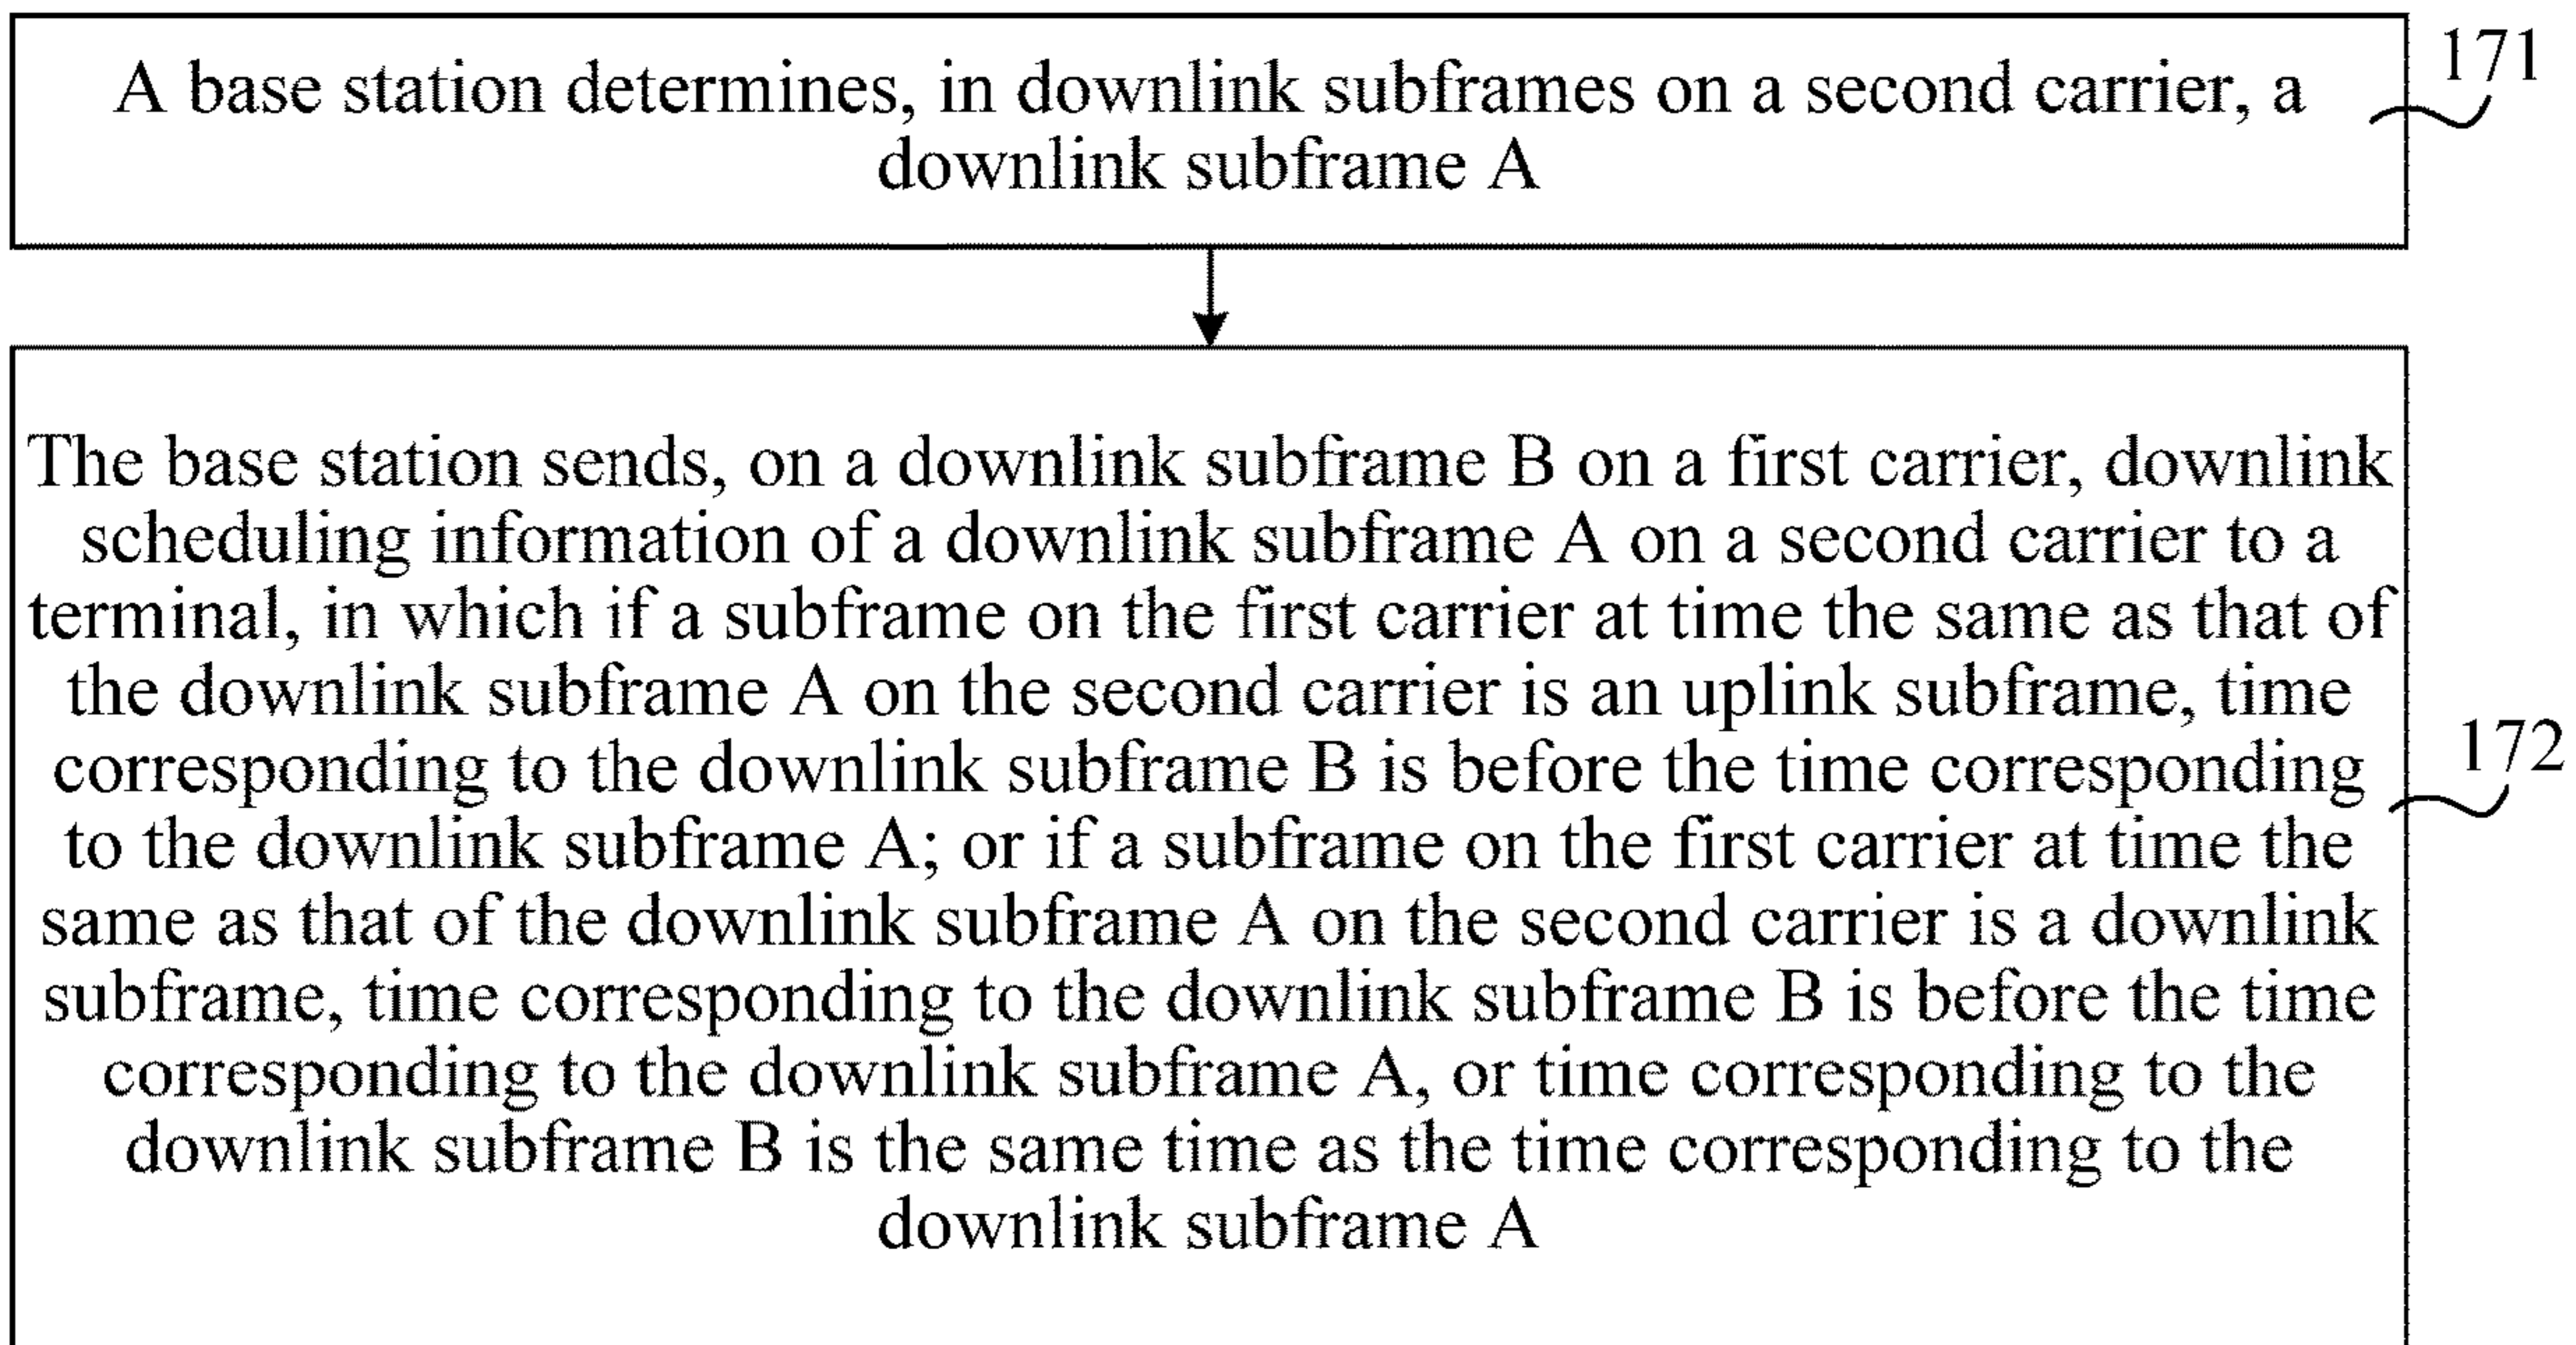 A base station determines, in downlink subframes on a second carrier, a
downlink subframe A
171
The base station sends, on a downlink subframe B on a first carrier, downlink
scheduling information of a downlink subframe A on a second carrier to a
terminal, in which if a subframe on the first carrier at time the same as that of
the downlink subframe A on the second carrier is an uplink subframe, time
corresponding to the downlink subframe B is before the time corresponding
to the downlink subframe A; or if a subframe on the first carrier at time the
same as that of the downlink subframe A on the second carrier is a downlink
subframe, time corresponding to the downlink subframe B is before the time
corresponding to the downlink subframe A, or time corresponding to the
downlink subframe B is the same time as the time corresponding to the
downlink subframe A
172